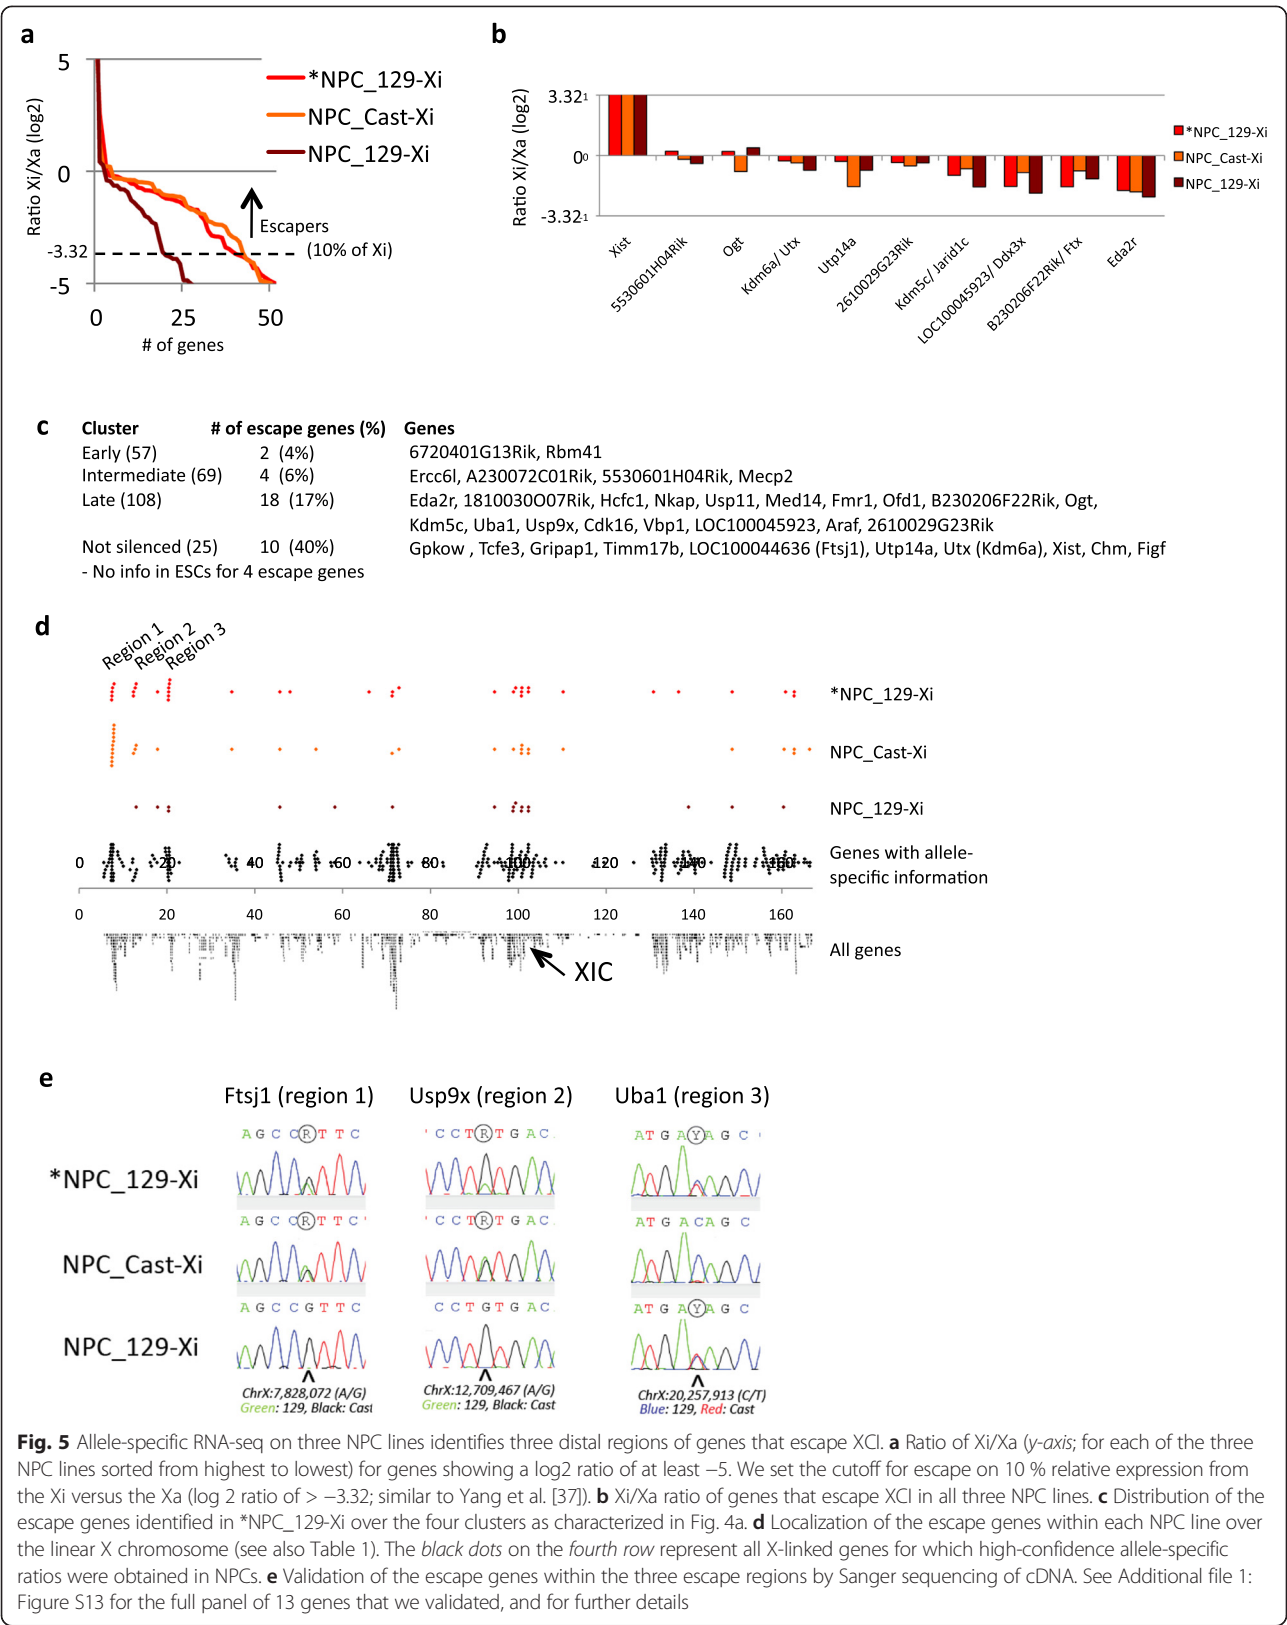 a
5
0
-3.32
-5
Ratio Xi/Xa (log2)
*NPC_129-Xi
NPC_Cast-Xi
NPC_129-Xi
Escapers
(10% of Xi)
0 25 50
# of genes
b
Ratio Xi/Xa (log2)
3.321
00
-3.321
*NPC_129-Xi
NPC_Cast-Xi
NPC_129-Xi
Xist
5530601H04Rik
Ogt
Kdm6a/ Utx
Utp14a
2610029G23Rik
Kdm5c/ Jarid1c
LOC100045923/ Ddx3x
B230206F22Rik/ Ftx
Eda2r
c
Cluster # of escape genes (%) Genes
Early (57) 2 (4%) 6720401G13Rik, Rbm41
Intermediate (69) 4 (6%) Ercc6l, A230072C01Rik, 5530601H04Rik, Mecp2
Late (108) 18 (17%) Eda2r, 1810030O07Rik, Hcfc1, Nkap, Usp11, Med14, Fmr1, Ofd1, B230206F22Rik, Ogt,
Kdm5c, Uba1, Usp9x, Cdk16, Vbp1, LOC100045923, Araf, 2610029G23Rik
Not silenced (25) 10 (40%) Gpkow , Tcfe3, Gripap1, Timm17b, LOC100044636 (Ftsj1), Utp14a, Utx (Kdm6a), Xist, Chm, Figf
- No info in ESCs for 4 escape genes
d
Region 1
Region 2
Region 3
*NPC_129-Xi
NPC_Cast-Xi
NPC_129-Xi
0 20 40 60 80 100 120 140 160
Genes with allele-
specific information
0 20 40 60 80 100 120 140 160
All genes
XIC
e
Ftsj1 (region 1) Usp9x (region 2) Uba1 (region 3)
A G C C R T T C C C T R T G A C A T G A Y A G C
*NPC_129-Xi
A G C C R T T C C C T R T G A C A T G A C A G C
NPC_Cast-Xi
A G C C G T T C C C T G T G A C A T G A Y A G C
NPC_129-Xi
ChrX:7,828,072 (A/G) ChrX:12,709,467 (A/G) ChrX:20,257,913 (C/T)
Green: 129, Black: Cast Green: 129, Black: Cast Blue: 129, Red: Cast
Fig. 5 Allele-specific RNA-seq on three NPC lines identifies three distal regions of genes that escape XCI. a Ratio of Xi/Xa (y-axis; for each of the three
NPC lines sorted from highest to lowest) for genes showing a log2 ratio of at least −5. We set the cutoff for escape on 10 % relative expression from
the Xi versus the Xa (log 2 ratio of > −3.32; similar to Yang et al. [37]). b Xi/Xa ratio of genes that escape XCI in all three NPC lines. c Distribution of the
escape genes identified in *NPC_129-Xi over the four clusters as characterized in Fig. 4a. d Localization of the escape genes within each NPC line over
the linear X chromosome (see also Table 1). The black dots on the fourth row represent all X-linked genes for which high-confidence allele-specific
ratios were obtained in NPCs. e Validation of the escape genes within the three escape regions by Sanger sequencing of cDNA. See Additional file 1:
Figure S13 for the full panel of 13 genes that we validated, and for further details